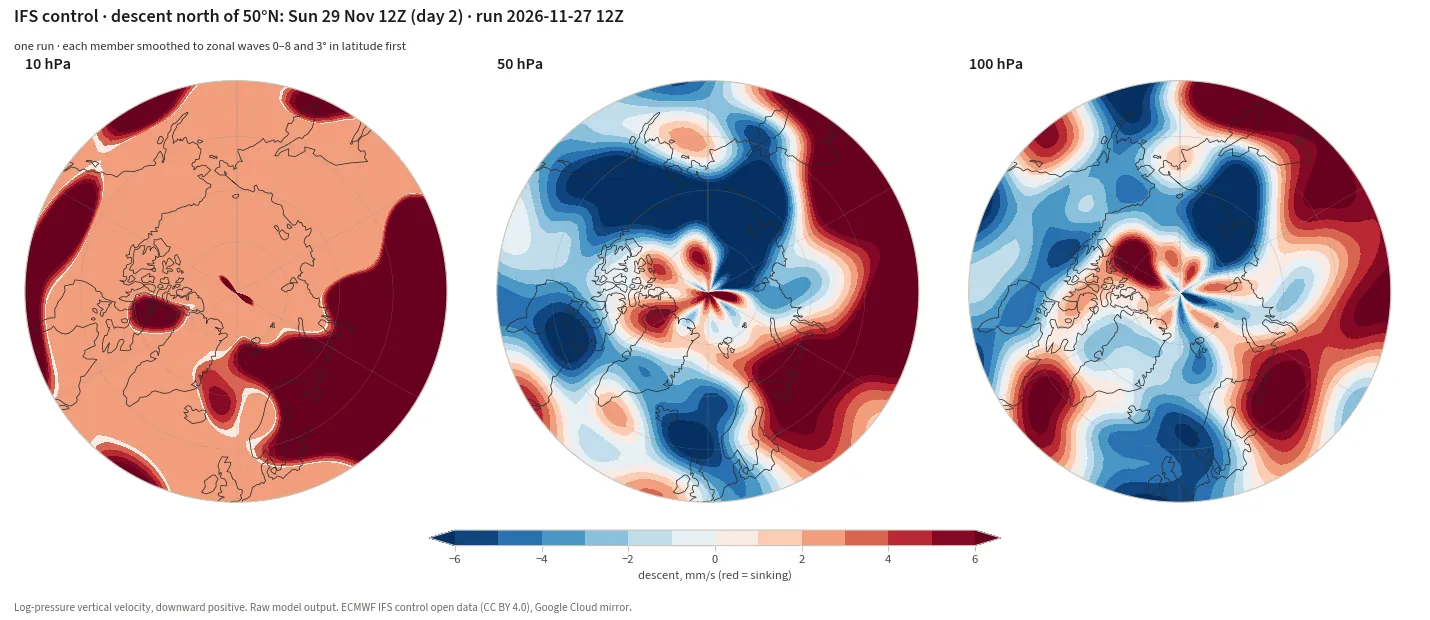 IFS control · descent north of 50°N: Sun 29 Nov 12Z (day 2) · run 2026-11-27 12Z
one run · each member smoothed to zonal waves 0–8 and 3° in latitude first
10 hPa
50 hPa
100 hPa
−6 −4 −2 0 2 4 6
descent, mm/s (red = sinking)
Log-pressure vertical velocity, downward positive. Raw model output. ECMWF IFS control open data (CC BY 4.0), Google Cloud mirror.